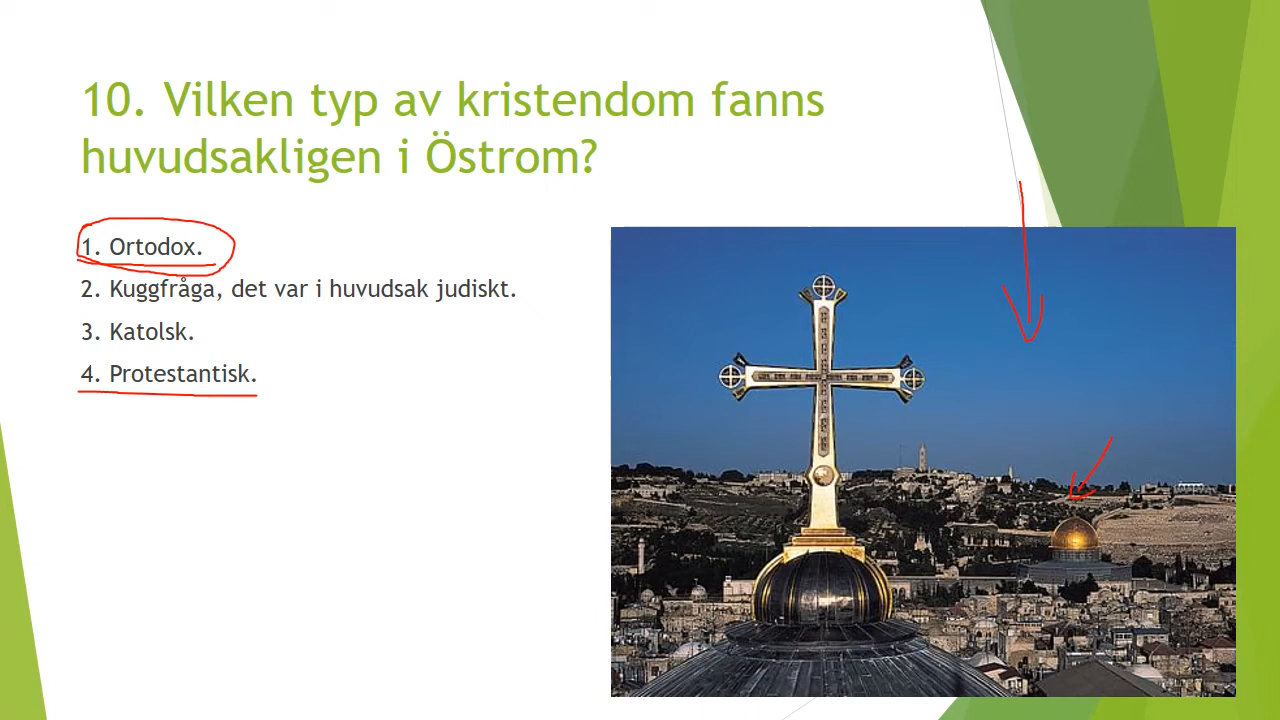 10. Vilken typ av kristendom fanns
huvudsakligen i Östrom?
1. Ortodox.
2. Kuggfråga, det var i huvudsak judiskt.
3. Katolsk.
4. Protestantisk.